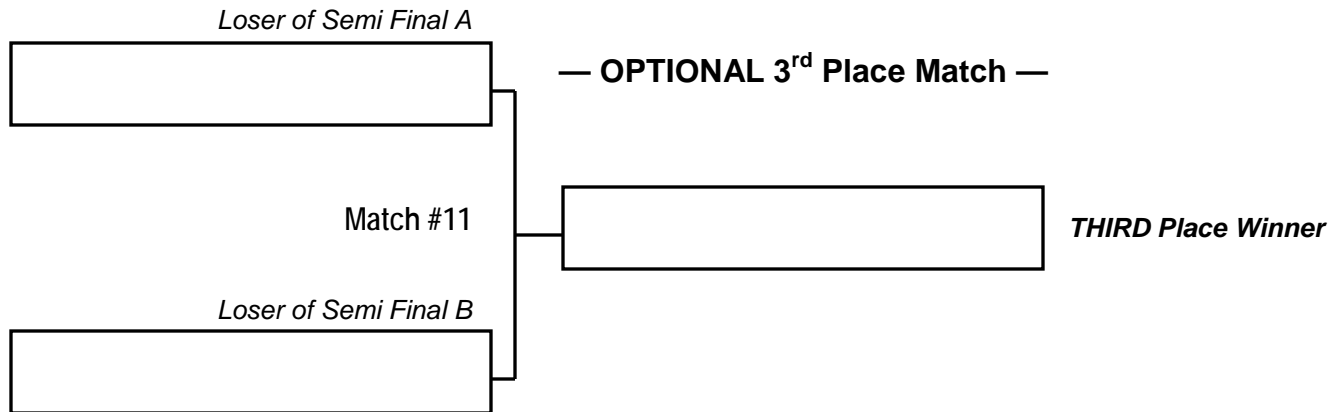 Loser of Semi Final A
— OPTIONAL 3rd Place Match —
Match #11
THIRD Place Winner
Loser of Semi Final B